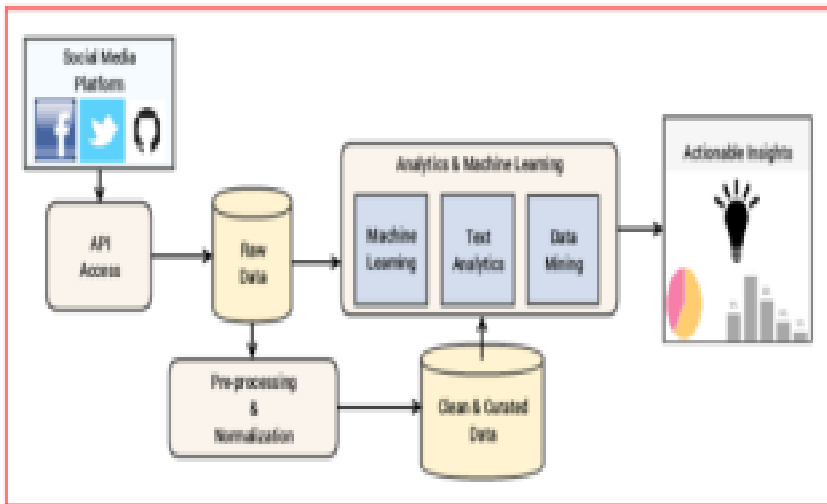 Social Media
Platform
API
Access
Raw
Data
Analytics & Machine Learning
Machine
Learning
Text
Analytics
Data
Mining
Actionable Insights
Pre-processing
&
Normalization
Clean & Curated
Data